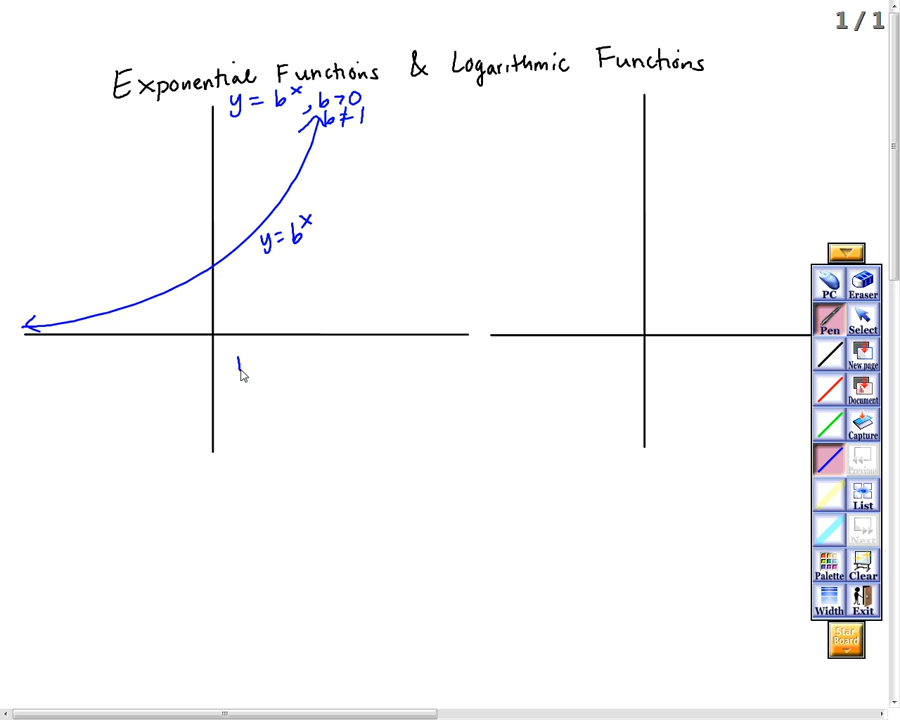 1 / 1
Exponential Functions & Logarithmic Functions
y = b^x, b > 0
b ≠ 1
y = b^x
PC
Eraser
Pen
Select
New page
Document
Capture
Previous
List
Next
Palette
Clear
Width
Exit
Star Board